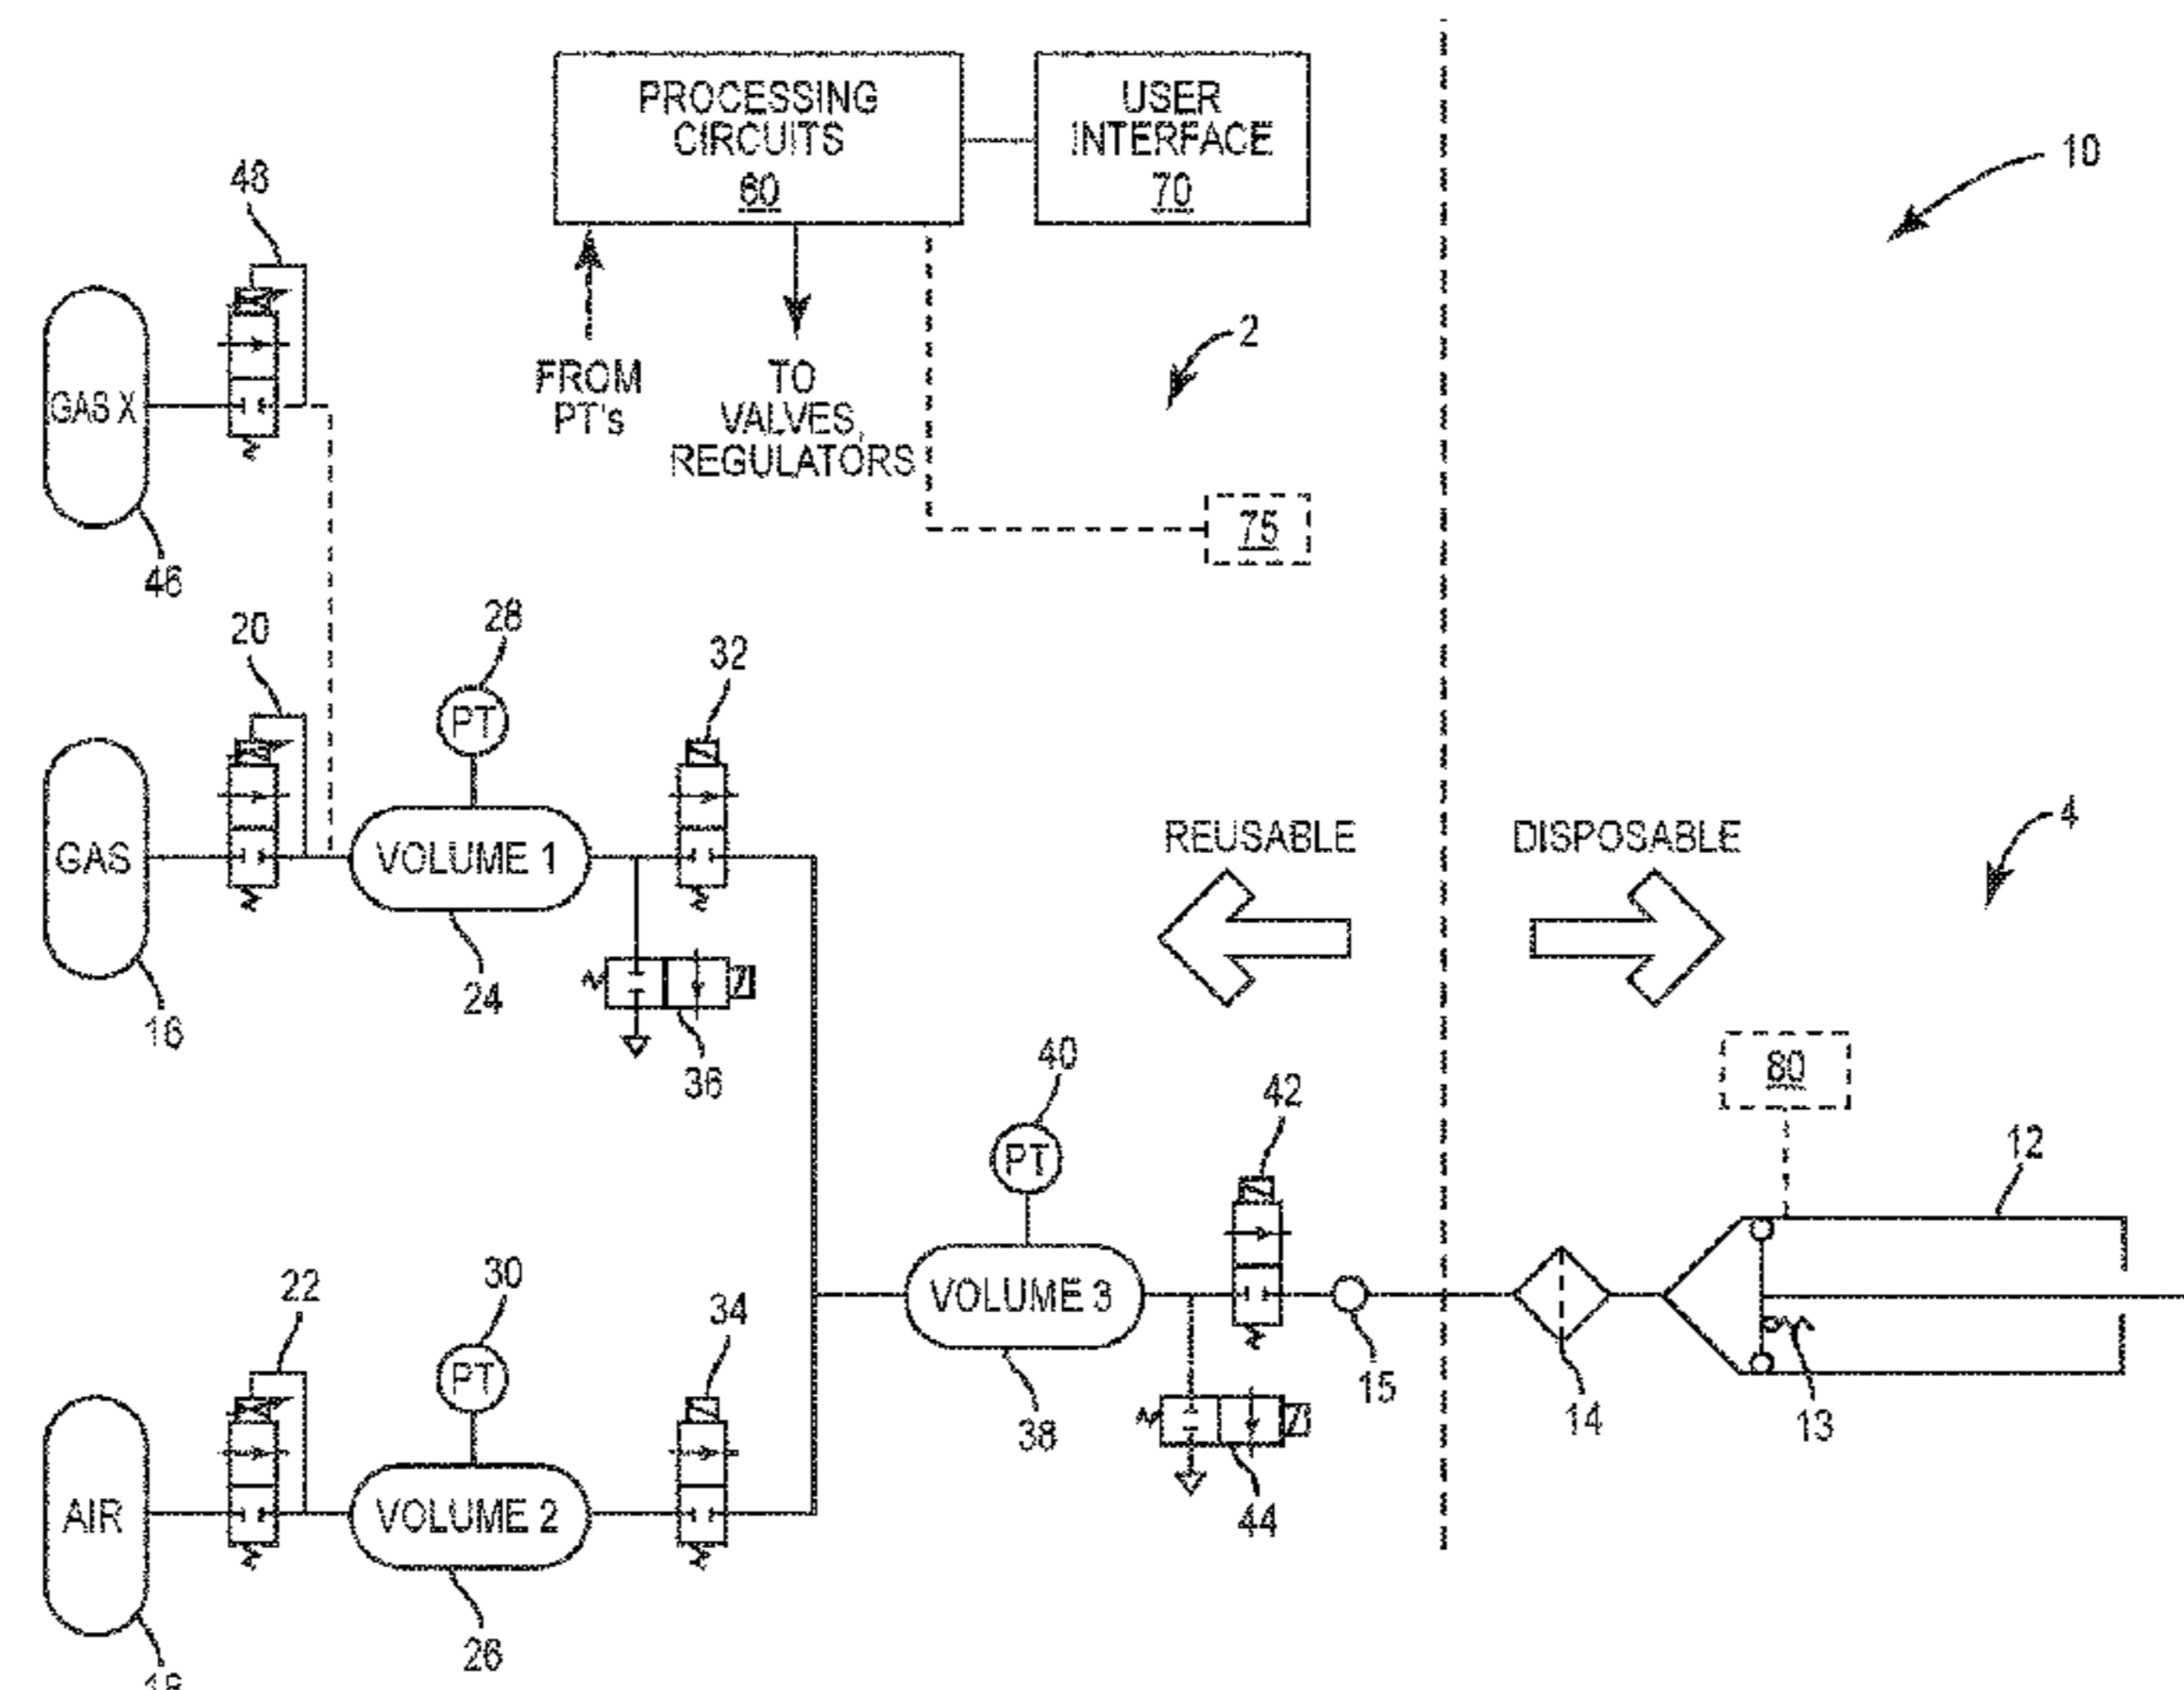 PROCESSING
CIRCUITS
60
USER
INTERFACE
70
10
48
2
FROM
PT's
TO
VALVES,
REGULATORS
GAS X
75
46
20
28
32
PT
4
REUSABLE
DISPOSABLE
GAS
VOLUME 1
24
16
36
40
80
42
12
PT
30
34
22
VOLUME 3
PT
15
14
13
38
44
AIR
VOLUME 2
26
18